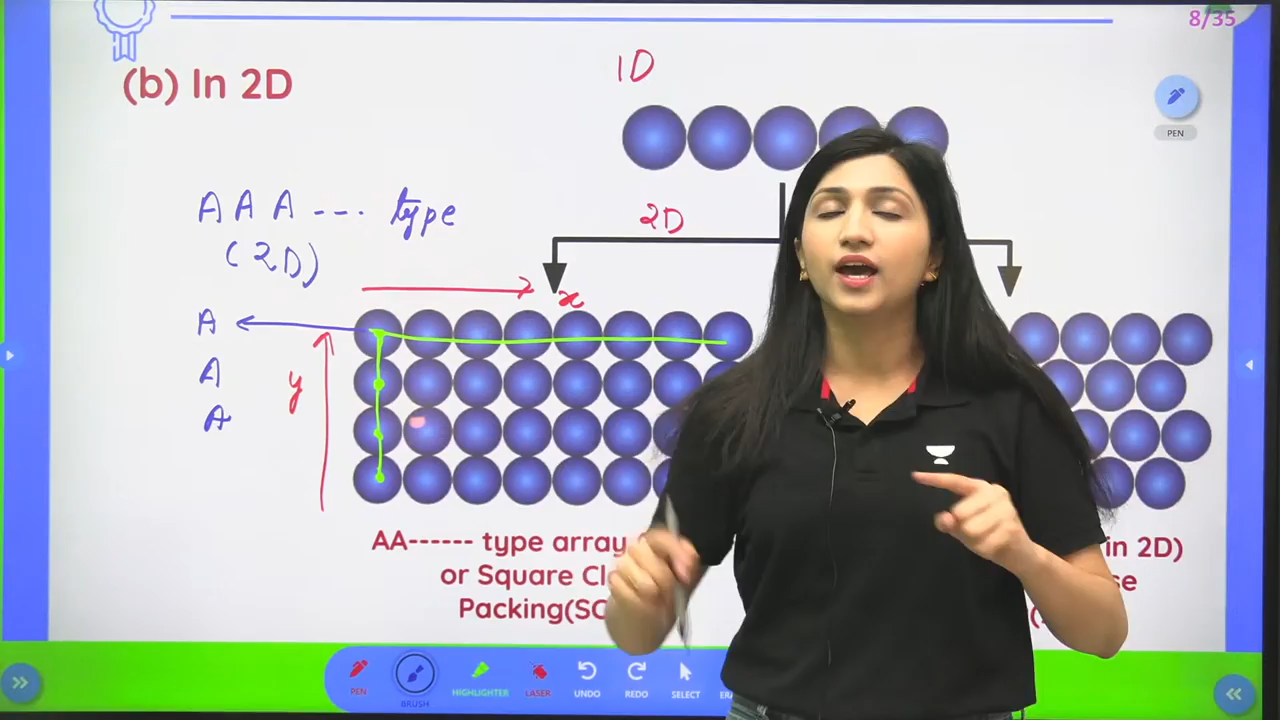 8/35
(b) In 2D
1D
PEN
AAA---. type
(2D)
2D
x
A
A
A
y
AA------ type array
or Square Cl
Packing(SC
in 2D)
se
PEN
BRUSH
HIGHLIGHTER
LASER
UNDO
REDO
SELECT